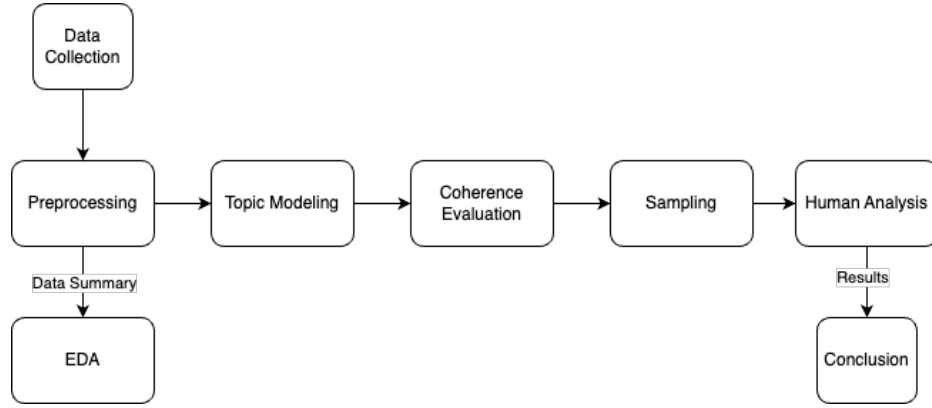 Data
Collection
Preprocessing
Topic Modeling
Coherence
Evaluation
Sampling
Human Analysis
Data Summary
Results
EDA
Conclusion